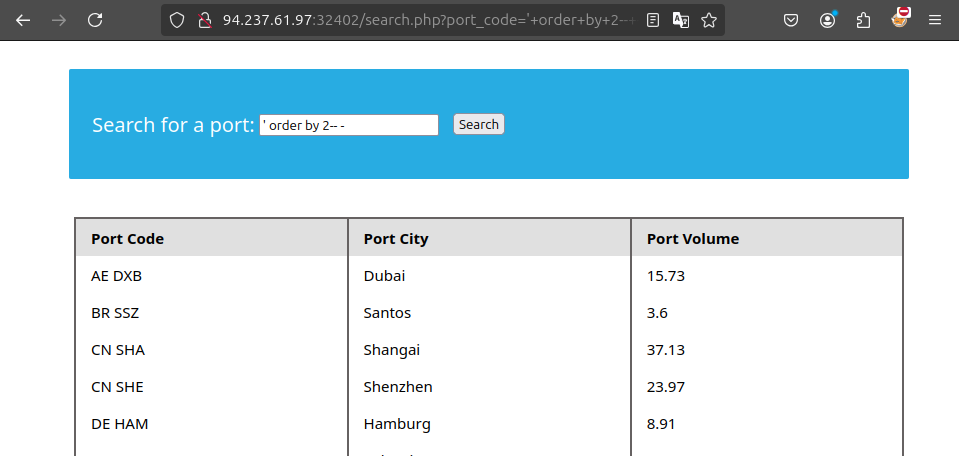 94.237.61.97:32402/search.php?port_code='+order+by+2--+
Search for a port: ' order by 2-- - Search
Port Code Port City Port Volume
AE DXB Dubai 15.73
BR SSZ Santos 3.6
CN SHA Shangai 37.13
CN SHE Shenzhen 23.97
DE HAM Hamburg 8.91